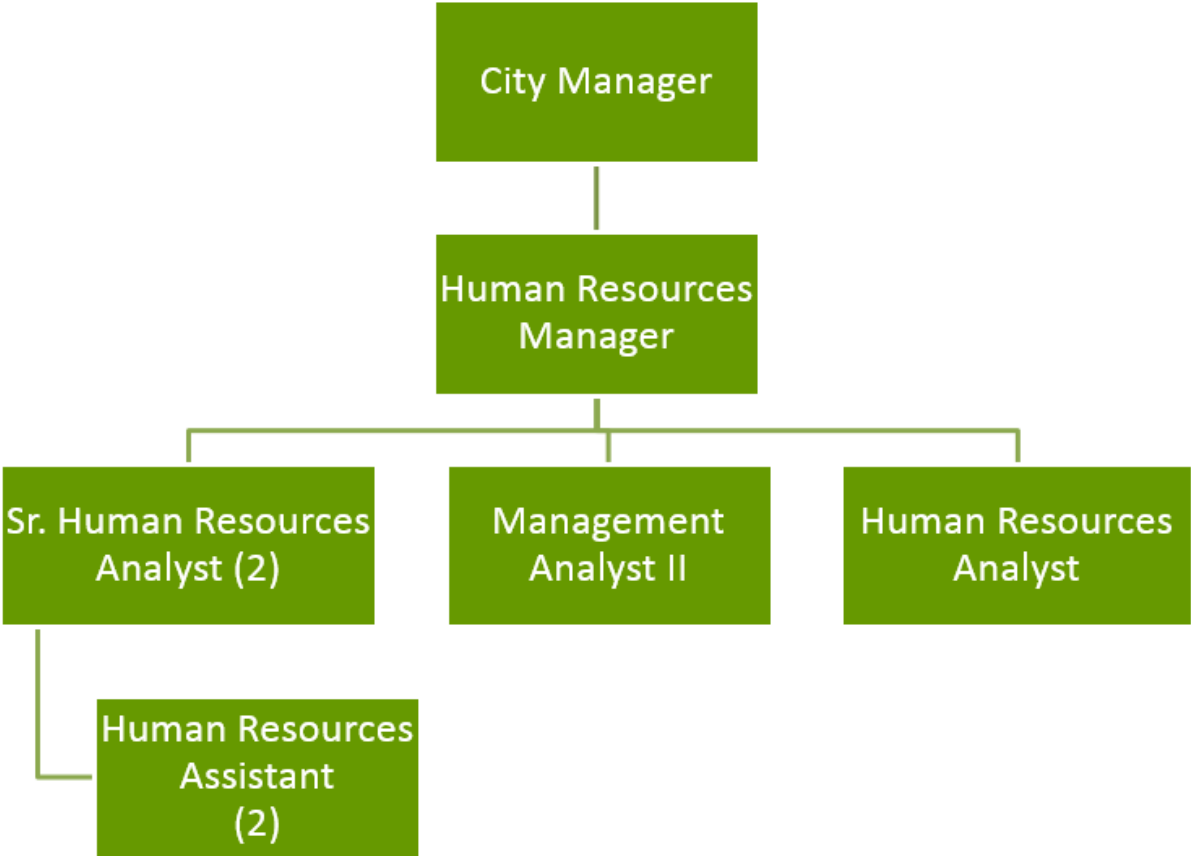 City Manager
Human Resources
Manager
Sr. Human Resources
Analyst (2)
Management
Analyst II
Human Resources
Analyst
Human Resources
Assistant
(2)